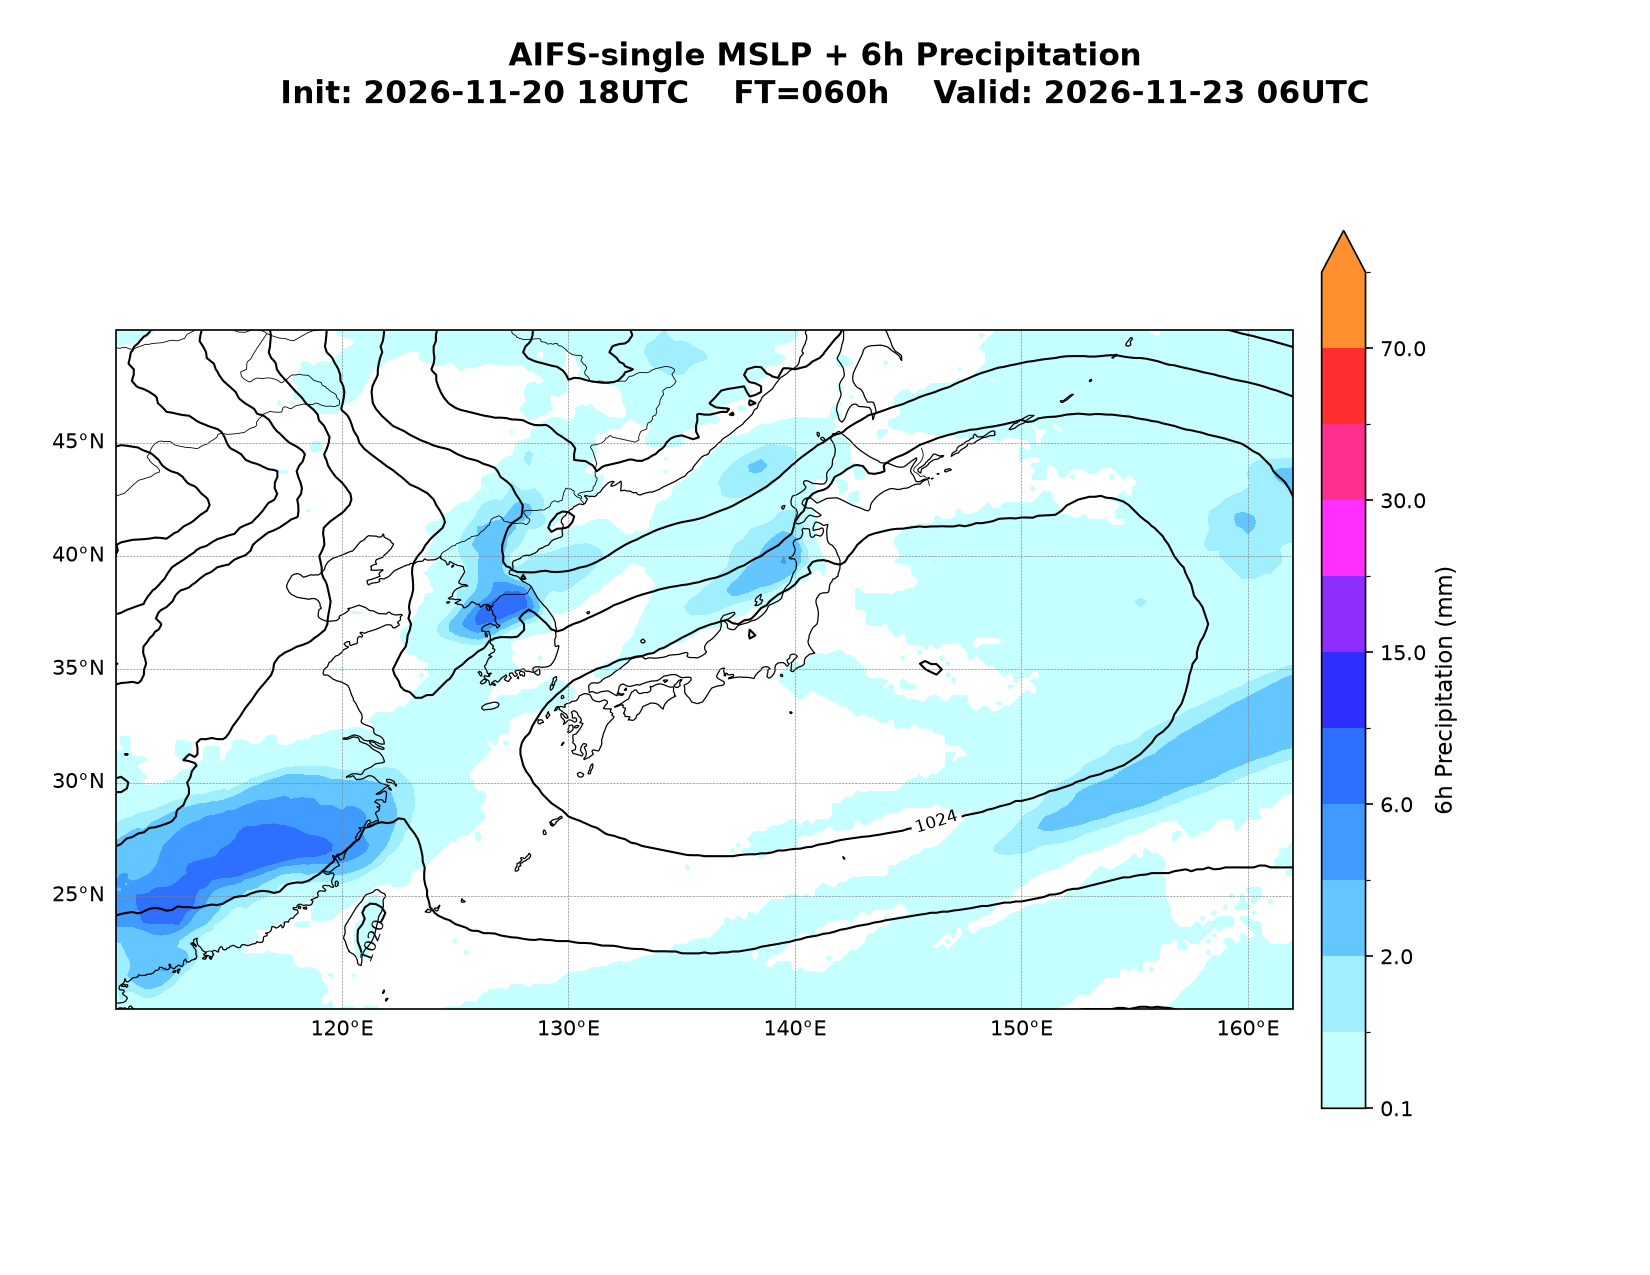 AIFS-single MSLP + 6h Precipitation
Init: 2026-11-20 18UTC    FT=060h    Valid: 2026-11-23 06UTC
70.0
30.0
15.0
6.0
2.0
0.1
6h Precipitation (mm)
45°N
40°N
35°N
30°N
25°N
1024
1020
120°E
130°E
140°E
150°E
160°E